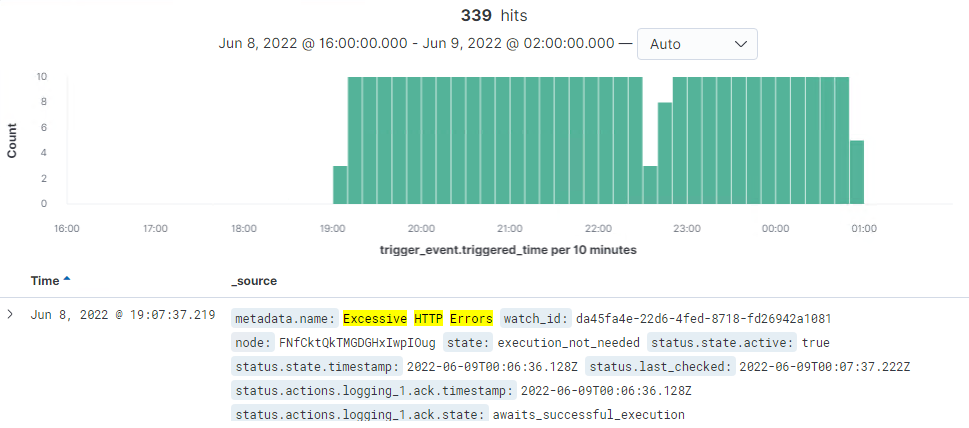 339 hits
Jun 8, 2022 @ 16:00:00.000 - Jun 9, 2022 @ 02:00:00.000 — Auto
10
8
6
4
2
0
Count
16:00 17:00 18:00 19:00 20:00 21:00 22:00 23:00 00:00 01:00
trigger_event.triggered_time per 10 minutes
Time _source
Jun 8, 2022 @ 19:07:37.219 metadata.name: Excessive HTTP Errors watch_id: da45fa4e-22d6-4fed-8718-fd26942a1081
node: FNfCktQkTMGDGHxIwpIOug state: execution_not_needed status.state.active: true
status.state.timestamp: 2022-06-09T00:06:36.128Z status.last_checked: 2022-06-09T00:07:37.222Z
status.actions.logging_1.ack.timestamp: 2022-06-09T00:06:36.128Z
status.actions.logging_1.ack.state: awaits_successful_execution